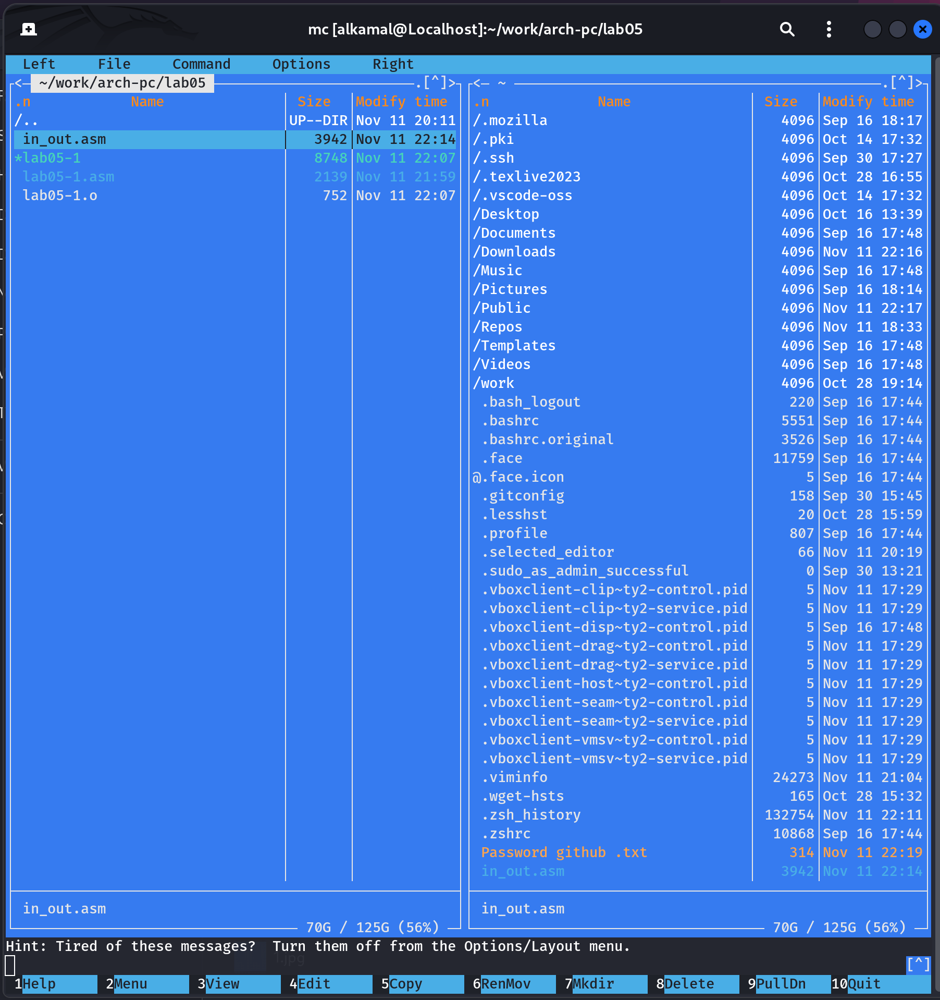 mc [alkamal@Localhost]:~/work/arch-pc/lab05
Left File Command Options Right
<─ ~/work/arch-pc/lab05 .[^]>
.n Name Size Modify time
/.. UP--DIR Nov 11 20:11
in_out.asm 3942 Nov 11 22:14
*lab05-1 8748 Nov 11 22:07
lab05-1.asm 2139 Nov 11 21:59
lab05-1.o 752 Nov 11 22:07
in_out.asm
70G / 125G (56%)
<─ ~ .[^]>
.n Name Size Modify time
/.mozilla 4096 Sep 16 18:17
/.pki 4096 Oct 14 17:32
/.ssh 4096 Sep 30 17:27
/.texlive2023 4096 Oct 28 16:55
/.vscode-oss 4096 Oct 14 17:32
/Desktop 4096 Oct 16 13:39
/Documents 4096 Sep 16 17:48
/Downloads 4096 Nov 11 22:16
/Music 4096 Sep 16 17:48
/Pictures 4096 Sep 16 18:14
/Public 4096 Nov 11 22:17
/Repos 4096 Nov 11 18:33
/Templates 4096 Sep 16 17:48
/Videos 4096 Sep 16 17:48
/work 4096 Oct 28 19:14
.bash_logout 220 Sep 16 17:44
.bashrc 5551 Sep 16 17:44
.bashrc.original 3526 Sep 16 17:44
.face 11759 Sep 16 17:44
@.face.icon 5 Sep 16 17:44
.gitconfig 158 Sep 30 15:45
.lesshst 20 Oct 28 15:59
.profile 807 Sep 16 17:44
.selected_editor 66 Nov 11 20:19
.sudo_as_admin_successful 0 Sep 30 13:21
.vboxclient-clip~ty2-control.pid 5 Nov 11 17:29
.vboxclient-clip~ty2-service.pid 5 Nov 11 17:29
.vboxclient-disp~ty2-control.pid 5 Sep 16 17:48
.vboxclient-drag~ty2-control.pid 5 Nov 11 17:29
.vboxclient-drag~ty2-service.pid 5 Nov 11 17:29
.vboxclient-host~ty2-control.pid 5 Nov 11 17:29
.vboxclient-seam~ty2-control.pid 5 Nov 11 17:29
.vboxclient-seam~ty2-service.pid 5 Nov 11 17:29
.vboxclient-vmsv~ty2-control.pid 5 Nov 11 17:29
.vboxclient-vmsv~ty2-service.pid 5 Nov 11 17:29
.viminfo 24273 Nov 11 21:04
.wget-hsts 165 Oct 28 15:32
.zsh_history 132754 Nov 11 22:11
.zshrc 10868 Sep 16 17:44
Password github .txt 314 Nov 11 22:19
in_out.asm 3942 Nov 11 22:14
in_out.asm
70G / 125G (56%)
Hint: Tired of these messages?  Turn them off from the Options/Layout menu.
1.jpg
[^]
1Help 2Menu 3View 4Edit 5Copy 6RenMov 7Mkdir 8Delete 9PullDn 10Quit